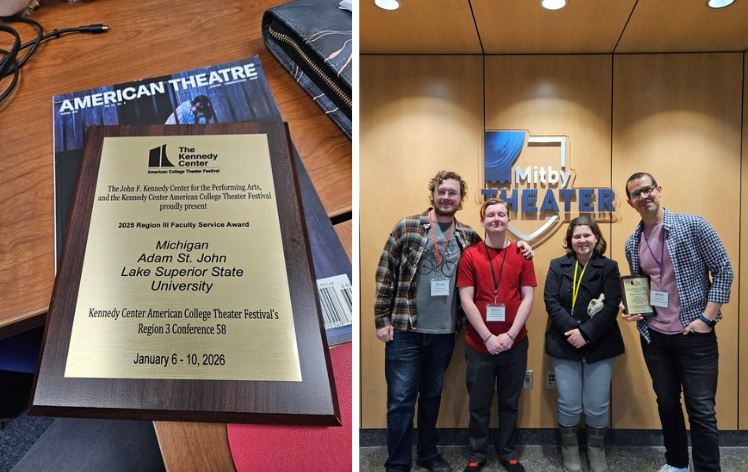 AMERICAN THEATRE
The
Kennedy
Center
American College Theater Festival
The John F. Kennedy Center for the Performing Arts,
and the Kennedy Center American College Theater Festival
proudly present
2025 Region III Faculty Service Award
Michigan
Adam St. John
Lake Superior State
University
Kennedy Center American College Theater Festival's
Region 3 Conference 58
January 6 - 10, 2026
Mitby
THEATER